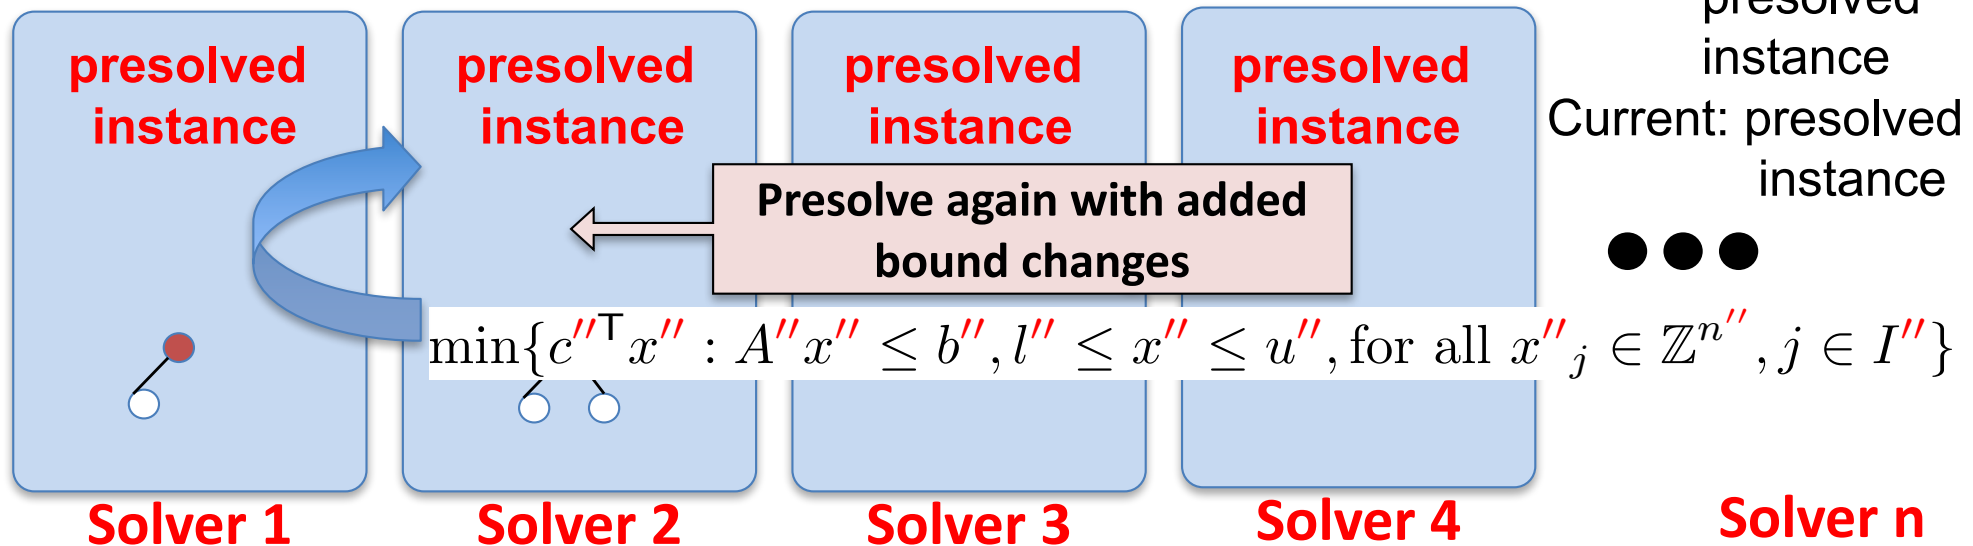 presolved
instance
presolved
instance
presolved
instance
presolved
instance
presolved
instance
Current: presolved
instance
Presolve again with added
bound changes
min{c''ᵀx'' : A''x'' ≤ b'', l'' ≤ x'' ≤ u'', for all x''ⱼ ∈ ℤⁿ'', j ∈ I''}
Solver 1
Solver 2
Solver 3
Solver 4
Solver n